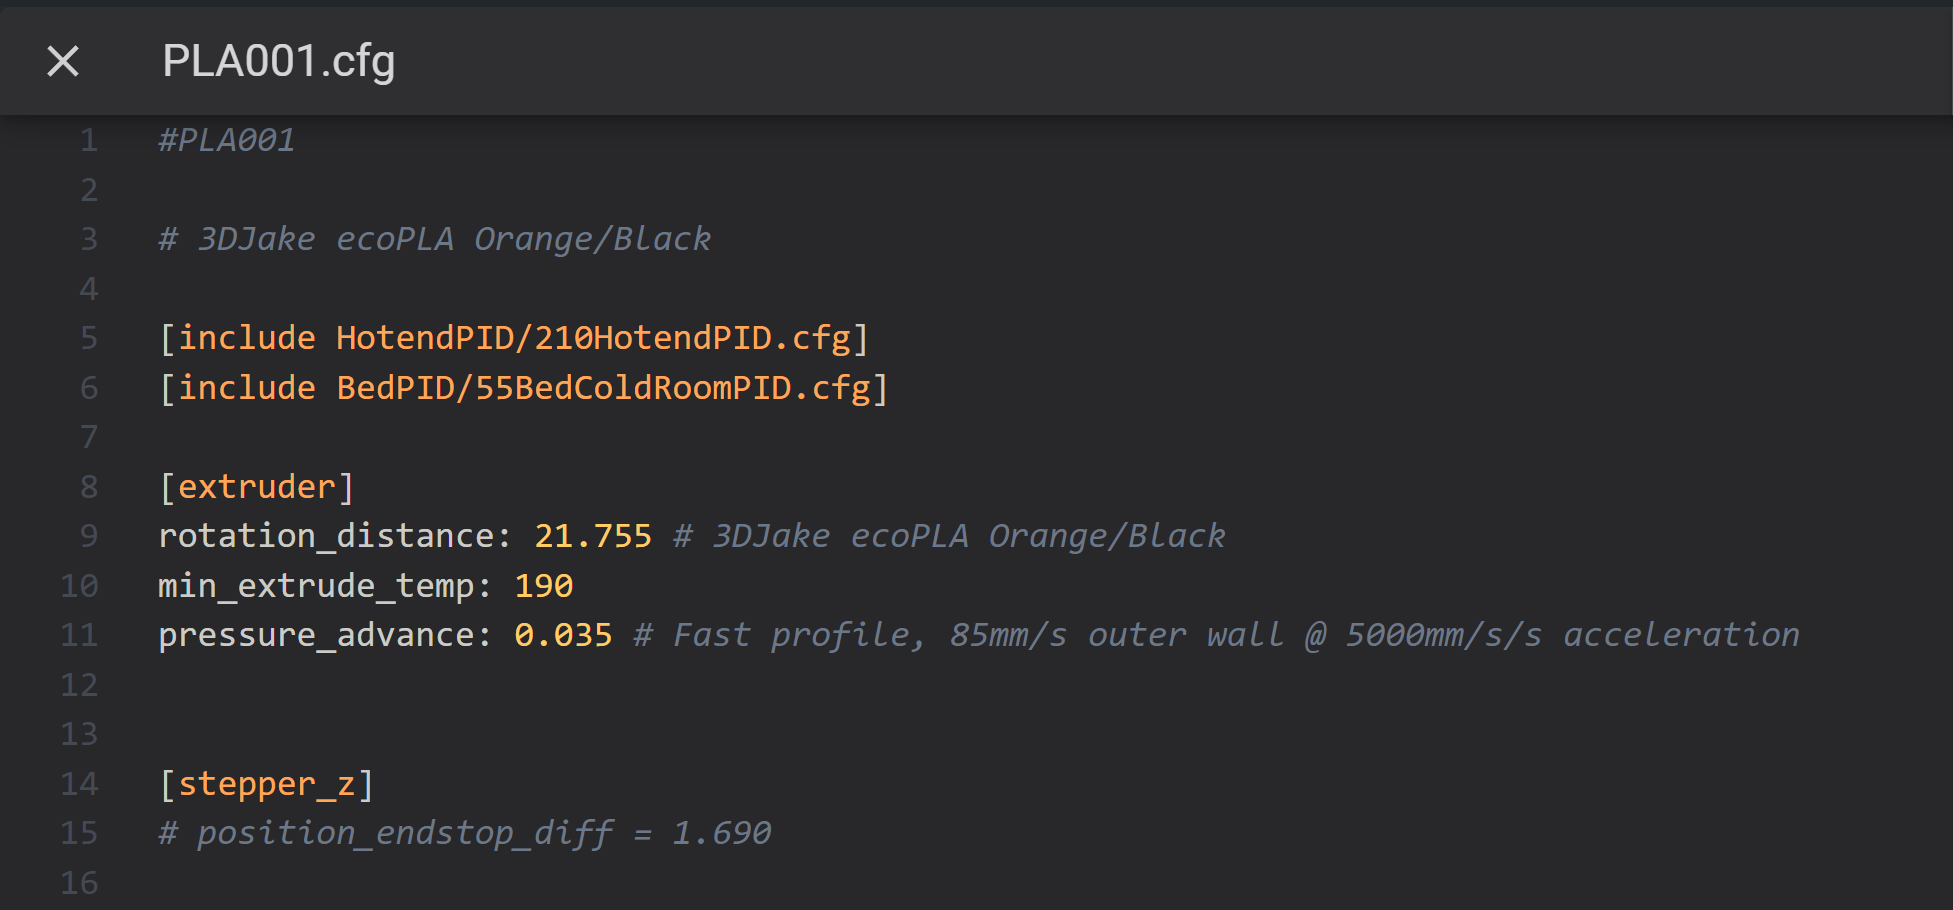 PLA001.cfg
1 #PLA001
2
3 # 3DJake ecoPLA Orange/Black
4
5 [include HotendPID/210HotendPID.cfg]
6 [include BedPID/55BedColdRoomPID.cfg]
7
8 [extruder]
9 rotation_distance: 21.755 # 3DJake ecoPLA Orange/Black
10 min_extrude_temp: 190
11 pressure_advance: 0.035 # Fast profile, 85mm/s outer wall @ 5000mm/s/s acceleration
12
13
14 [stepper_z]
15 # position_endstop_diff = 1.690
16